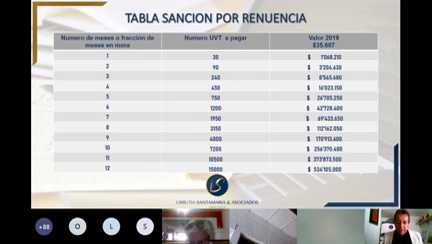 TABLA SANCION POR RENUENCIA
Numero de meses o fracción de meses en mora
Numero UVT a pagar
Valor 2019 $35.607
1 30 $ 1'068.210
2 90 $ 3'204.630
3 240 $ 8'545.680
4 450 $ 16'023.150
5 750 $ 26'705.250
6 1200 $ 42'728.400
7 1950 $ 69'433.650
8 3150 $ 112'162.050
9 4800 $ 170'913.600
10 7200 $ 256'370.400
11 10500 $ 373'873.500
12 15000 $ 534'105.000
LS
URRUTIA SANTAMARIA & ASOCIADOS
+88 O L S